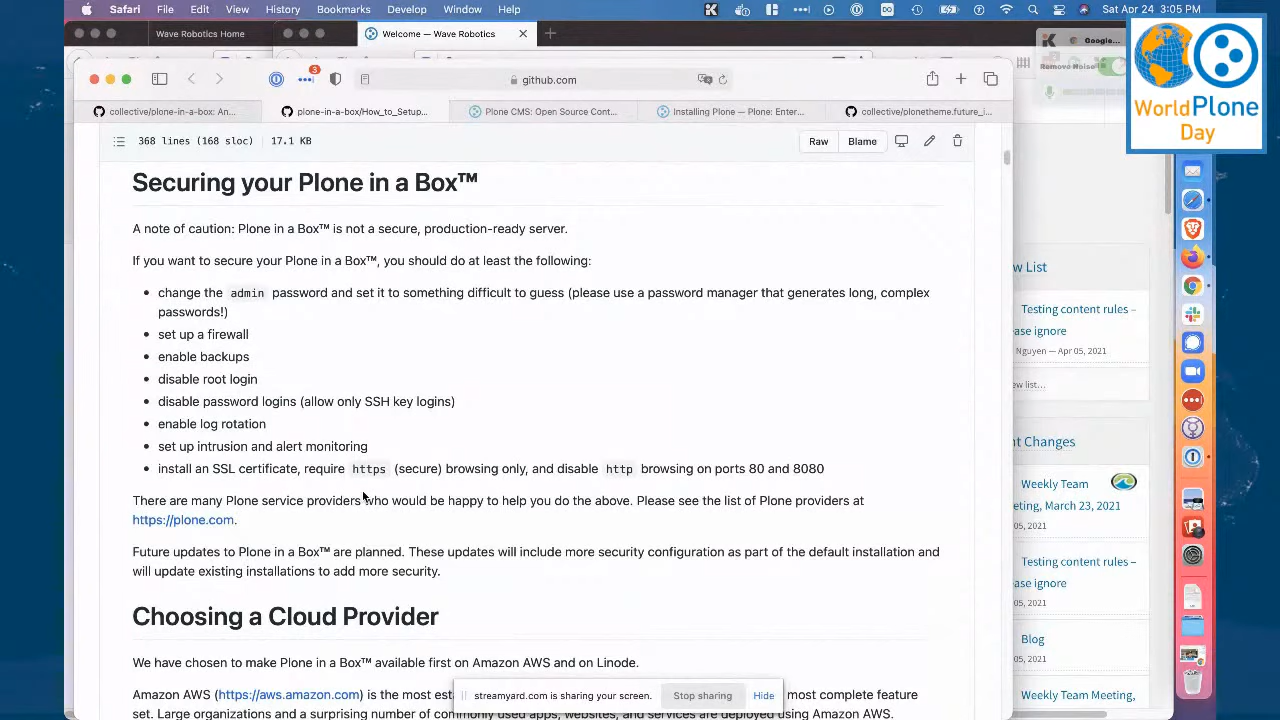 Safari File Edit View History Bookmarks Develop Window Help Sat Apr 24 3:05 PM
Wave Robotics Home Welcome — Wave Robotics
Google...
Remove Noise
3
github.com
collective/plone-in-a-box: An... plone-in-a-box/How_to_Setup... Plone CMS: Open Source Cont... Installing Plone — Plone: Enter... collective/plonetheme.future_i...
World Plone
Day
368 lines (168 sloc) 17.1 KB Raw Blame
Securing your Plone in a Box™
A note of caution: Plone in a Box™ is not a secure, production-ready server.
If you want to secure your Plone in a Box™, you should do at least the following:
• change the admin password and set it to something difficult to guess (please use a password manager that generates long, complex
passwords!)
• set up a firewall
• enable backups
• disable root login
• disable password logins (allow only SSH key logins)
• enable log rotation
• set up intrusion and alert monitoring
• install an SSL certificate, require https (secure) browsing only, and disable http browsing on ports 80 and 8080
There are many Plone service providers who would be happy to help you do the above. Please see the list of Plone providers at
https://plone.com.
Future updates to Plone in a Box™ are planned. These updates will include more security configuration as part of the default installation and
will update existing installations to add more security.
Choosing a Cloud Provider
We have chosen to make Plone in a Box™ available first on Amazon AWS and on Linode.
Amazon AWS (https://aws.amazon.com) is the most est
most complete feature
set. Large organizations and a surprising number of commonly used apps, websites, and services are deployed using Amazon AWS.
streamyard.com is sharing your screen. Stop sharing Hide
w List
Testing content rules –
ase ignore
Nguyen — Apr 05, 2021
ew list...
nt Changes
Weekly Team
eting, March 23, 2021
05, 2021
Testing content rules –
ase ignore
05, 2021
Blog
05, 2021
Weekly Team Meeting,